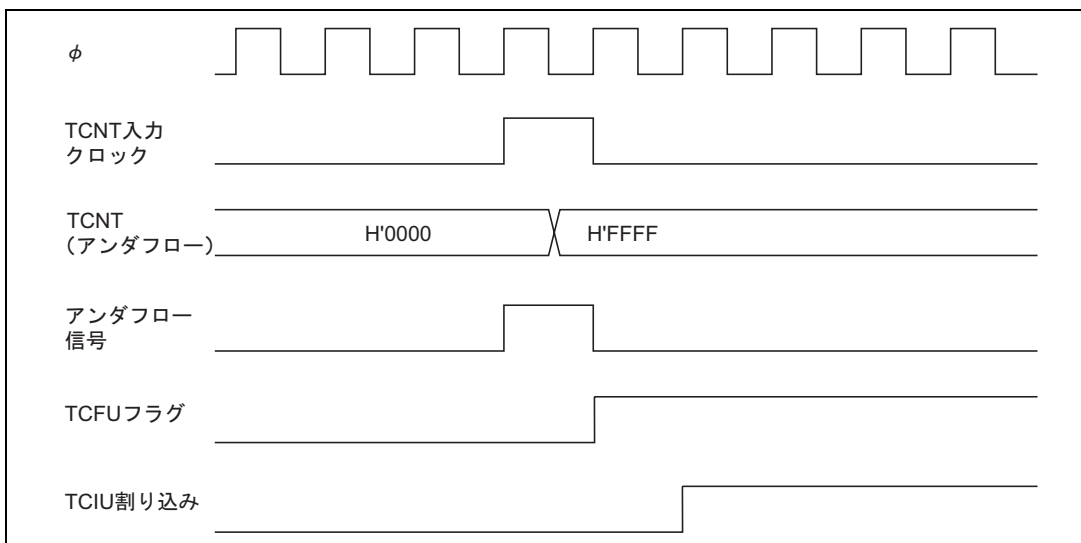 φ
TCNT入力
クロック
TCNT
（アンダフロー）
H'0000
H'FFFF
アンダフロー
信号
TCFUフラグ
TCIU割り込み